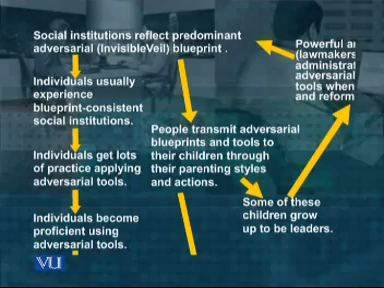 Social institutions reflect predominant
adversarial (InvisibleVeil) blueprint .
Powerful
(lawmakers
administrat
adversarial
tools when
and reform
Individuals usually
experience
blueprint-consistent
social institutions.
People transmit adversarial
blueprints and tools to
their children through
their parenting styles
and actions.
Individuals get lots
of practice applying
adversarial tools.
Some of these
children grow
up to be leaders.
Individuals become
proficient using
adversarial tools.
VU